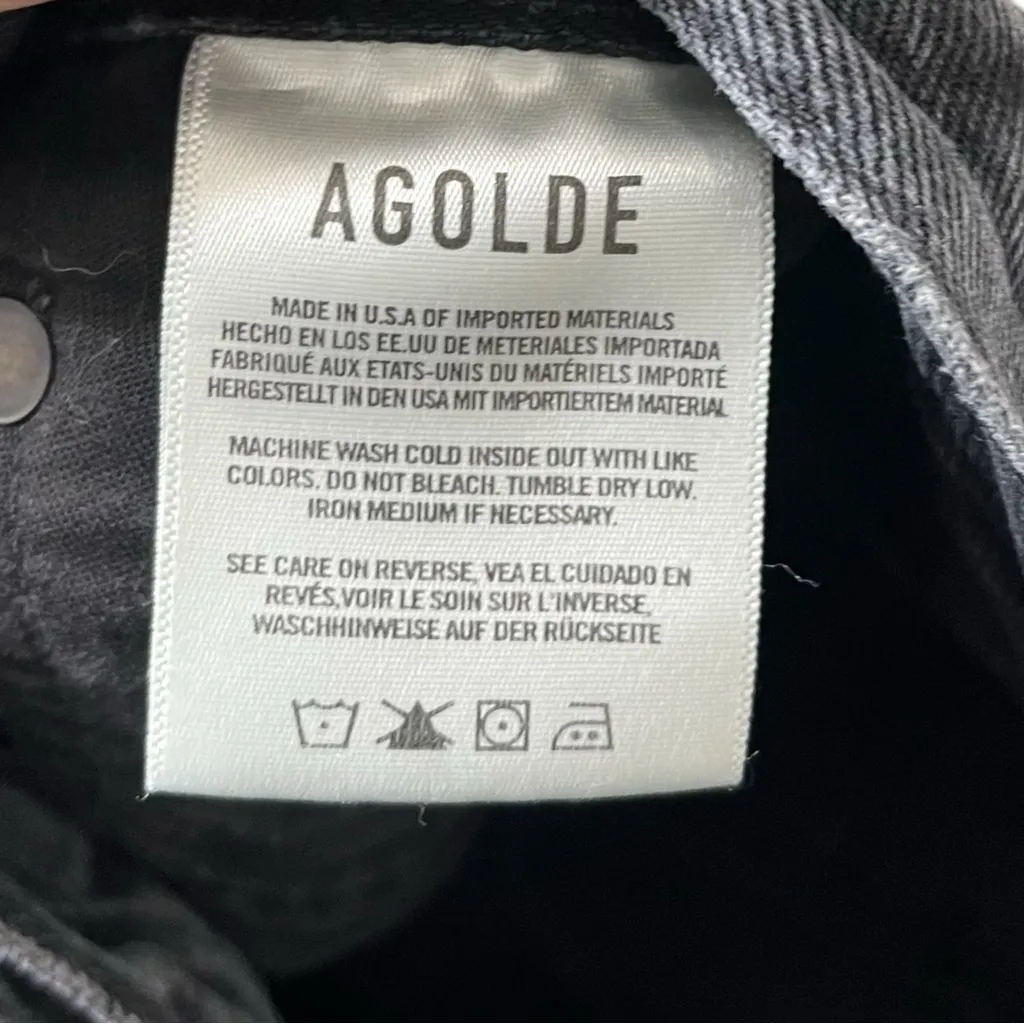 AGOLDE
MADE IN U.S.A OF IMPORTED MATERIALS
HECHO EN LOS EE.UU DE METERIALES IMPORTADA
FABRIQUÉ AUX ETATS-UNIS DU MATÉRIELS IMPORTÉ
HERGESTELLT IN DEN USA MIT IMPORTIERTEM MATERIAL
MACHINE WASH COLD INSIDE OUT WITH LIKE
COLORS. DO NOT BLEACH. TUMBLE DRY LOW.
IRON MEDIUM IF NECESSARY.
SEE CARE ON REVERSE, VEA EL CUIDADO EN
REVÉS,VOIR LE SOIN SUR L'INVERSE,
WASCHHINWEISE AUF DER RÜCKSEITE